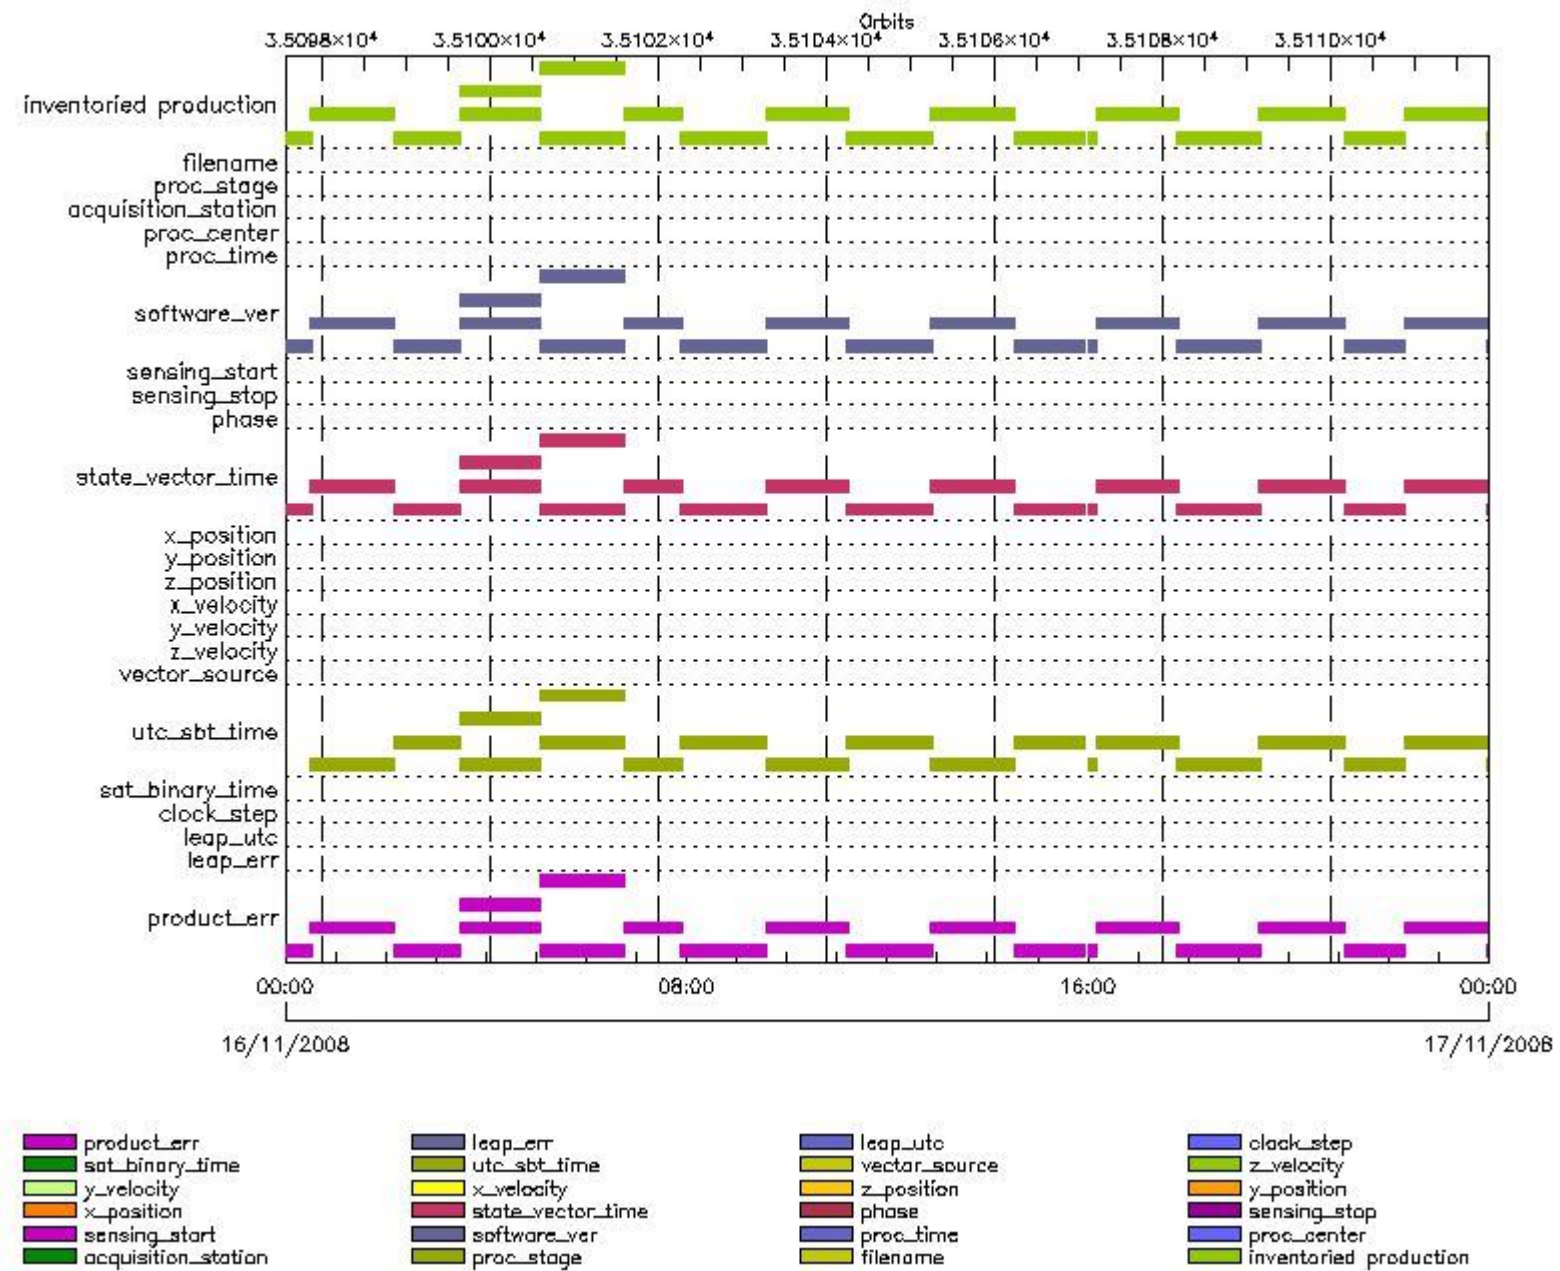 Orbits
3.5098×10⁴ 3.5100×10⁴ 3.5102×10⁴ 3.5104×10⁴ 3.5106×10⁴ 3.5108×10⁴ 3.5110×10⁴
inventoried production
filename
proc_stage
acquisition_station
proc_center
proc_time
software_ver
sensing_start
sensing_stop
phase
state_vector_time
x_position
y_position
z_position
x_velocity
y_velocity
z_velocity
vector_source
utc_sbt_time
sat_binary_time
clock_step
leap_utc
leap_err
product_err
00:00 08:00 16:00 00:00
16/11/2008 17/11/2008
product_err leap_err leap_utc clock_step
sat_binary_time utc_sbt_time vector_source z_velocity
y_velocity x_velocity z_position y_position
x_position state_vector_time phase sensing_stop
sensing_start software_ver proc_time proc_center
acquisition_station proc_stage filename inventoried production